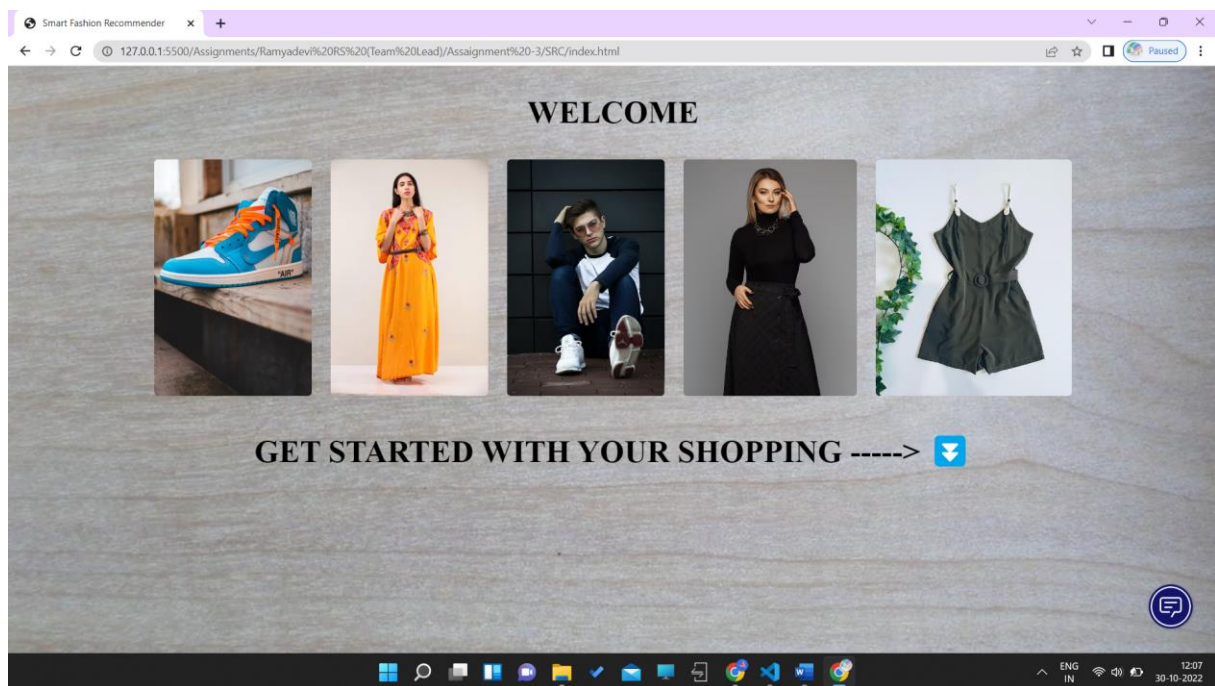 Smart Fashion Recommender
127.0.0.1:5500/Assignments/Ramyadevi%20RS%20(Team%20Lead)/Assaignment%20-3/SRC/index.html
Paused
WELCOME
"AIR"
GET STARTED WITH YOUR SHOPPING ----->
ENG
IN
12:07
30-10-2022